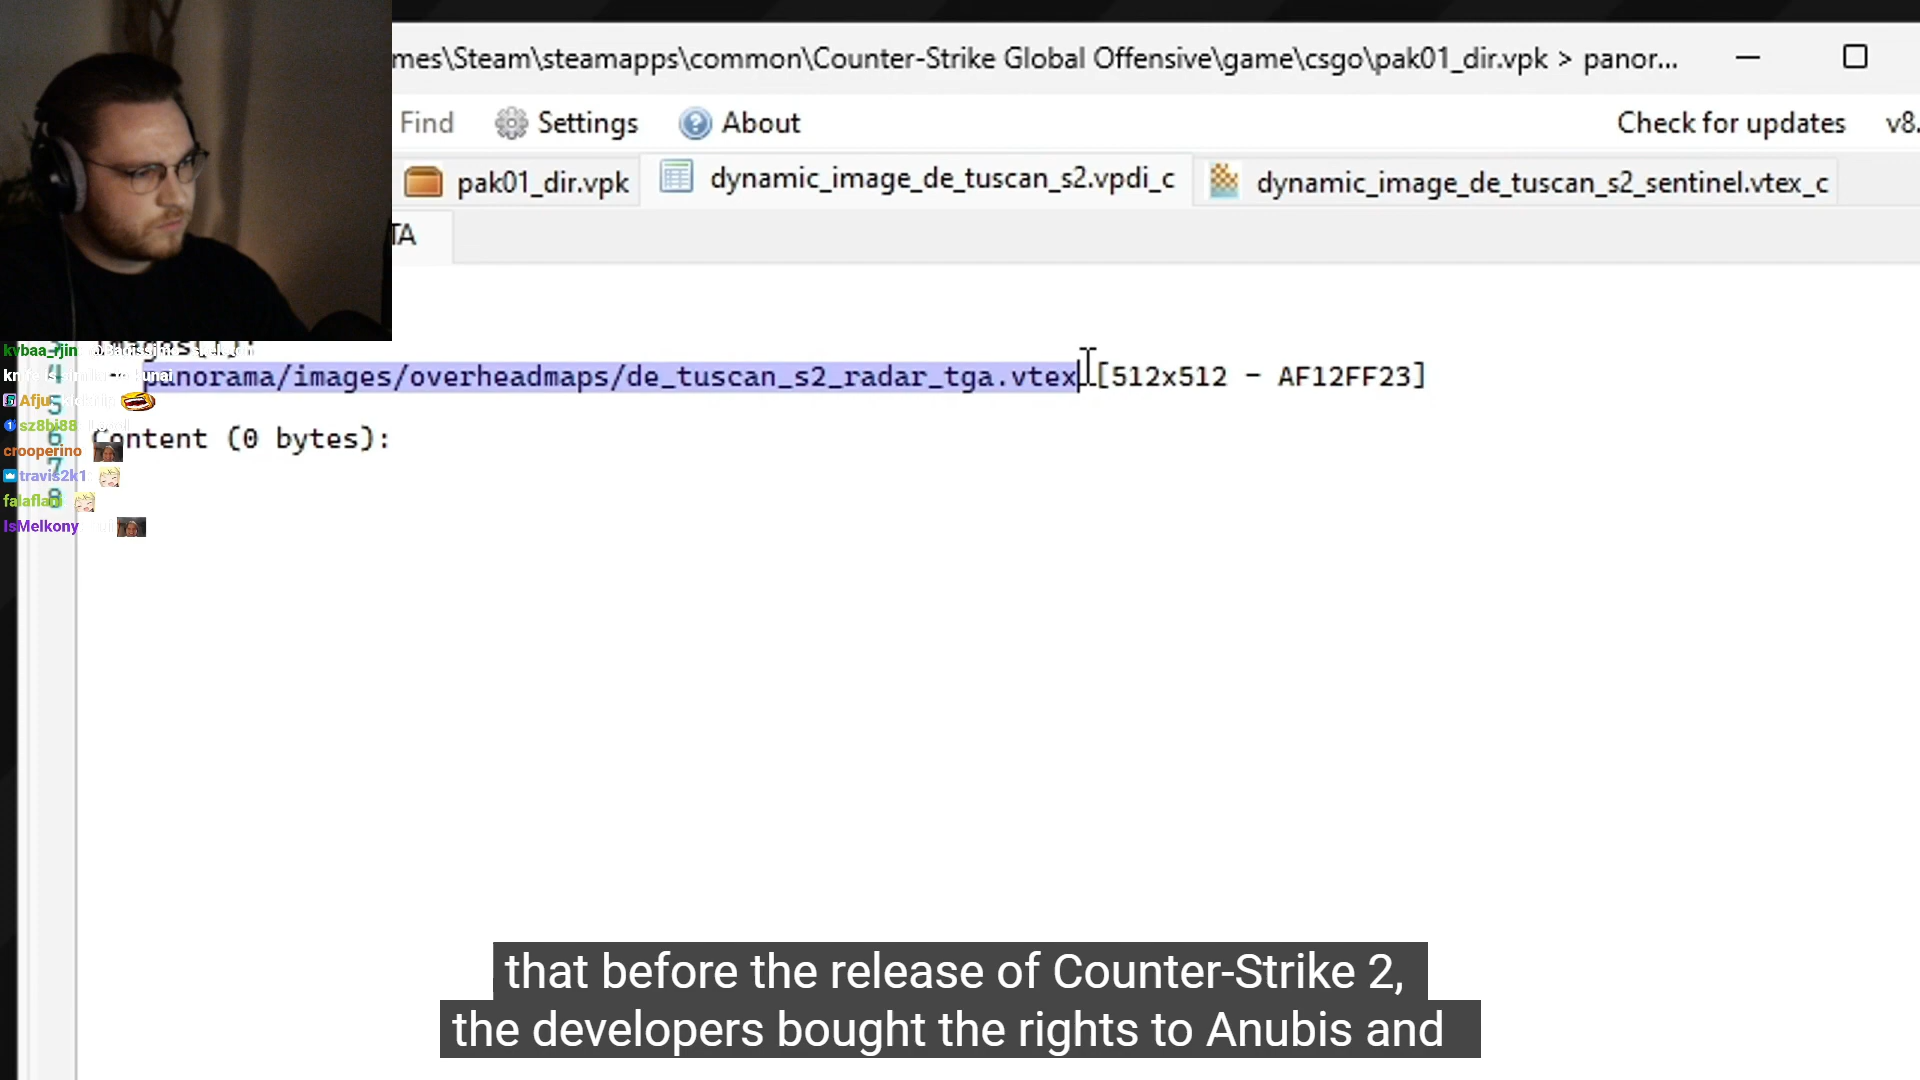 mes\Steam\steamapps\common\Counter-Strike Global Offensive\game\csgo\pak01_dir.vpk > panor...
Find Settings About Check for updates v8.
pak01_dir.vpk dynamic_image_de_tuscan_s2.vpdi_c dynamic_image_de_tuscan_s2_sentinel.vtex_c
TA
kvbaa_rjin
4 panorama/images/overheadmaps/de_tuscan_s2_radar_tga.vtex [512x512 - AF12FF23]
5
Afju
sz8bi88
6 Content (0 bytes):
crooperino
7
travis2k1
8
falaflani
IsMelkony
that before the release of Counter-Strike 2,
the developers bought the rights to Anubis and